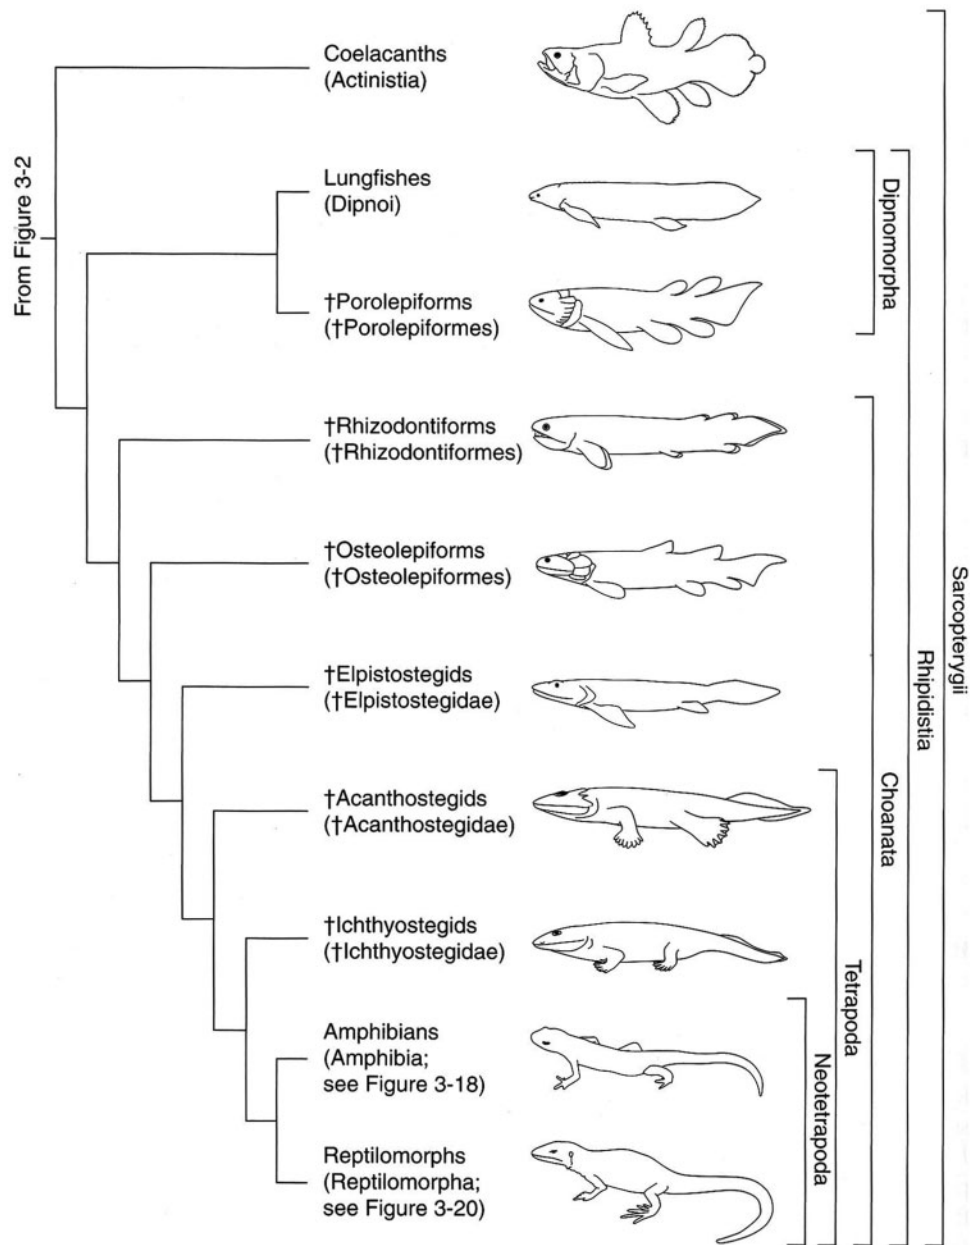 From Figure 3-2
Coelacanths
(Actinistia)
Lungfishes
(Dipnoi)
†Porolepiforms
(†Porolepiformes)
†Rhizodontiforms
(†Rhizodontiformes)
†Osteolepiforms
(†Osteolepiformes)
†Elpistostegids
(†Elpistostegidae)
†Acanthostegids
(†Acanthostegidae)
†Ichthyostegids
(†Ichthyostegidae)
Amphibians
(Amphibia;
see Figure 3-18)
Reptilomorphs
(Reptilomorpha;
see Figure 3-20)
Dipnomorpha
Neotetrapoda
Tetrapoda
Choanata
Rhipidistia
Sarcopterygii